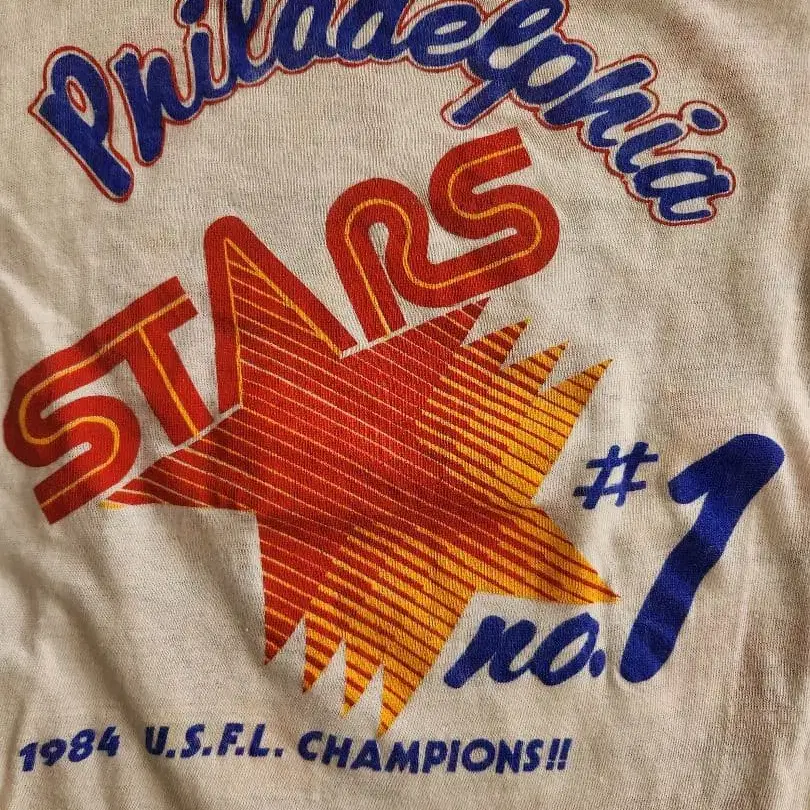 Philadelphia
STARS
#1
no.
1984 U.S.F.L. CHAMPIONS!!